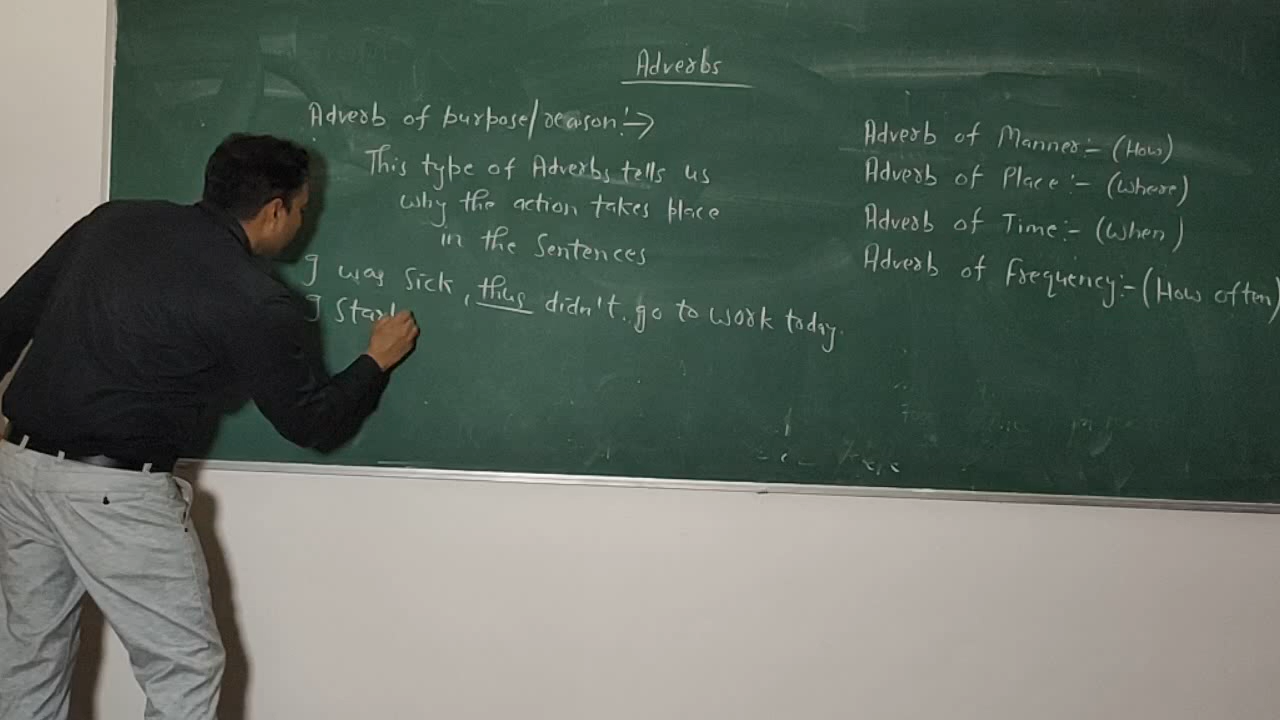 Adverbs
Adverb of purpose/reason:→
This type of Adverbs tells us
why the action takes place
in the Sentences
I was Sick, thus didn't go to work today.
I Start
Adverb of Manner:- (How)
Adverb of Place:- (where)
Adverb of Time:- (when)
Adverb of Frequency:- (How often)